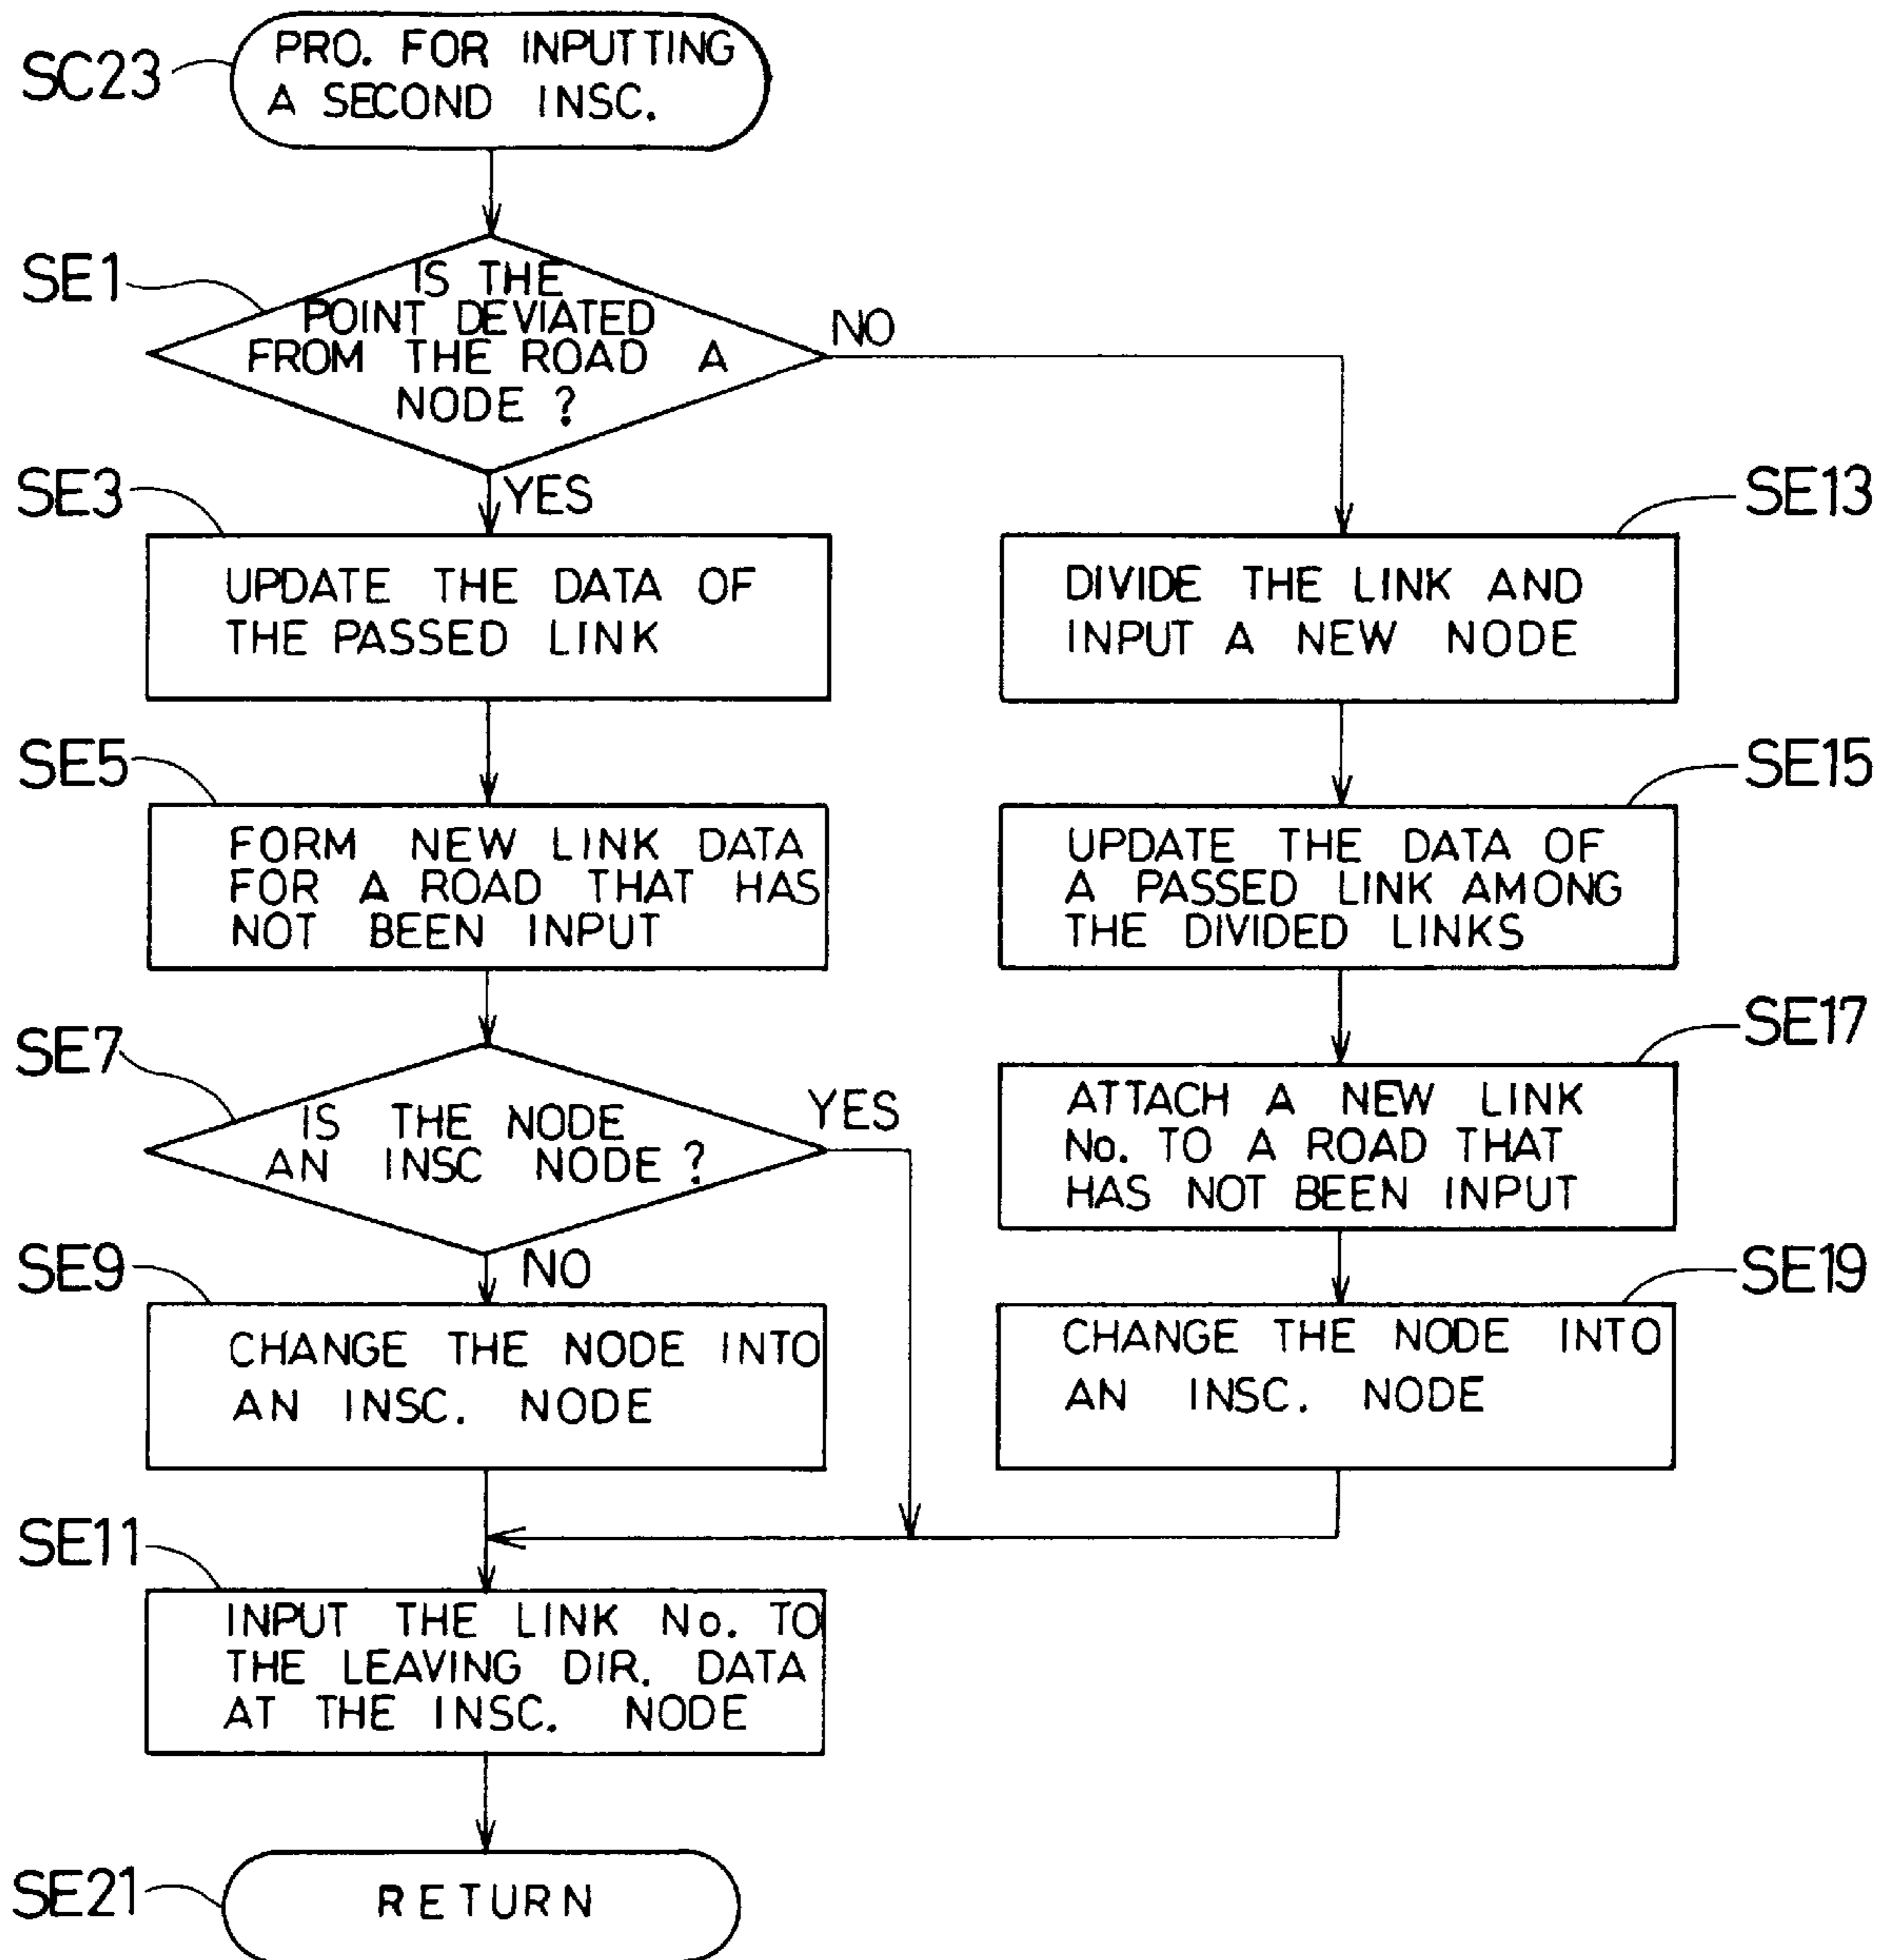 SC23
PRO. FOR INPUTTING
A SECOND INSC.
SE1
IS THE
POINT DEVIATED
FROM THE ROAD A
NODE ?
NO
YES
SE3
UPDATE THE DATA OF
THE PASSED LINK
SE13
DIVIDE THE LINK AND
INPUT A NEW NODE
SE5
FORM NEW LINK DATA
FOR A ROAD THAT HAS
NOT BEEN INPUT
SE15
UPDATE THE DATA OF
A PASSED LINK AMONG
THE DIVIDED LINKS
SE7
IS THE NODE
AN INSC NODE ?
YES
NO
SE17
ATTACH A NEW LINK
No. TO A ROAD THAT
HAS NOT BEEN INPUT
SE9
CHANGE THE NODE INTO
AN INSC. NODE
SE19
CHANGE THE NODE INTO
AN INSC. NODE
SE11
INPUT THE LINK No. TO
THE LEAVING DIR. DATA
AT THE INSC. NODE
SE21
RETURN